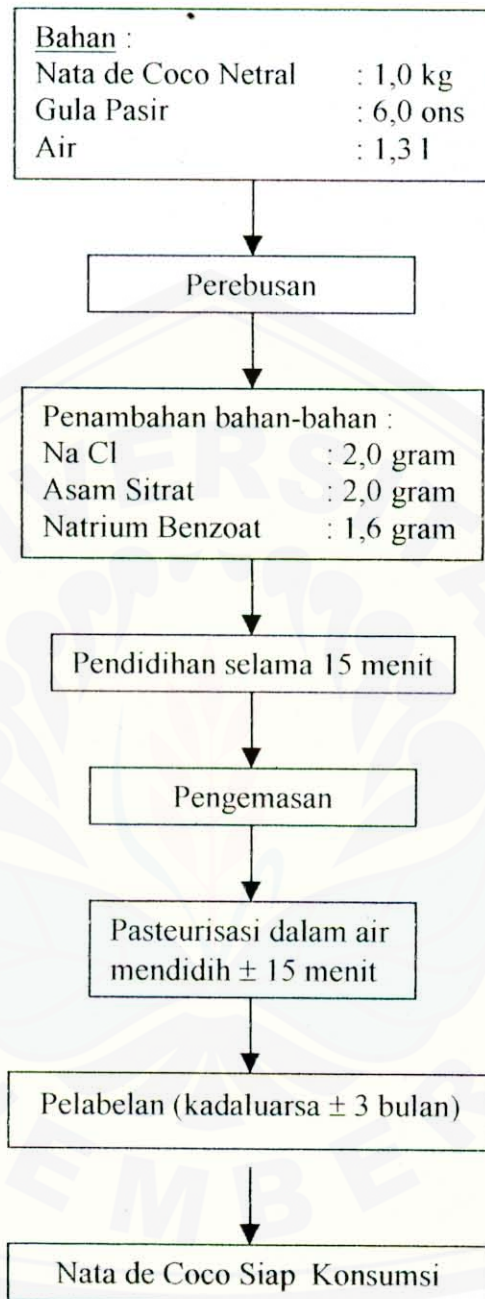 Bahan :
Nata de Coco Netral : 1,0 kg
Gula Pasir : 6,0 ons
Air : 1,3 l
Perebusan
Penambahan bahan-bahan :
Na Cl : 2,0 gram
Asam Sitrat : 2,0 gram
Natrium Benzoat : 1,6 gram
Pendidihan selama 15 menit
Pengemasan
Pasteurisasi dalam air
mendidih ± 15 menit
Pelabelan (kadaluarsa ± 3 bulan)
Nata de Coco Siap Konsumsi